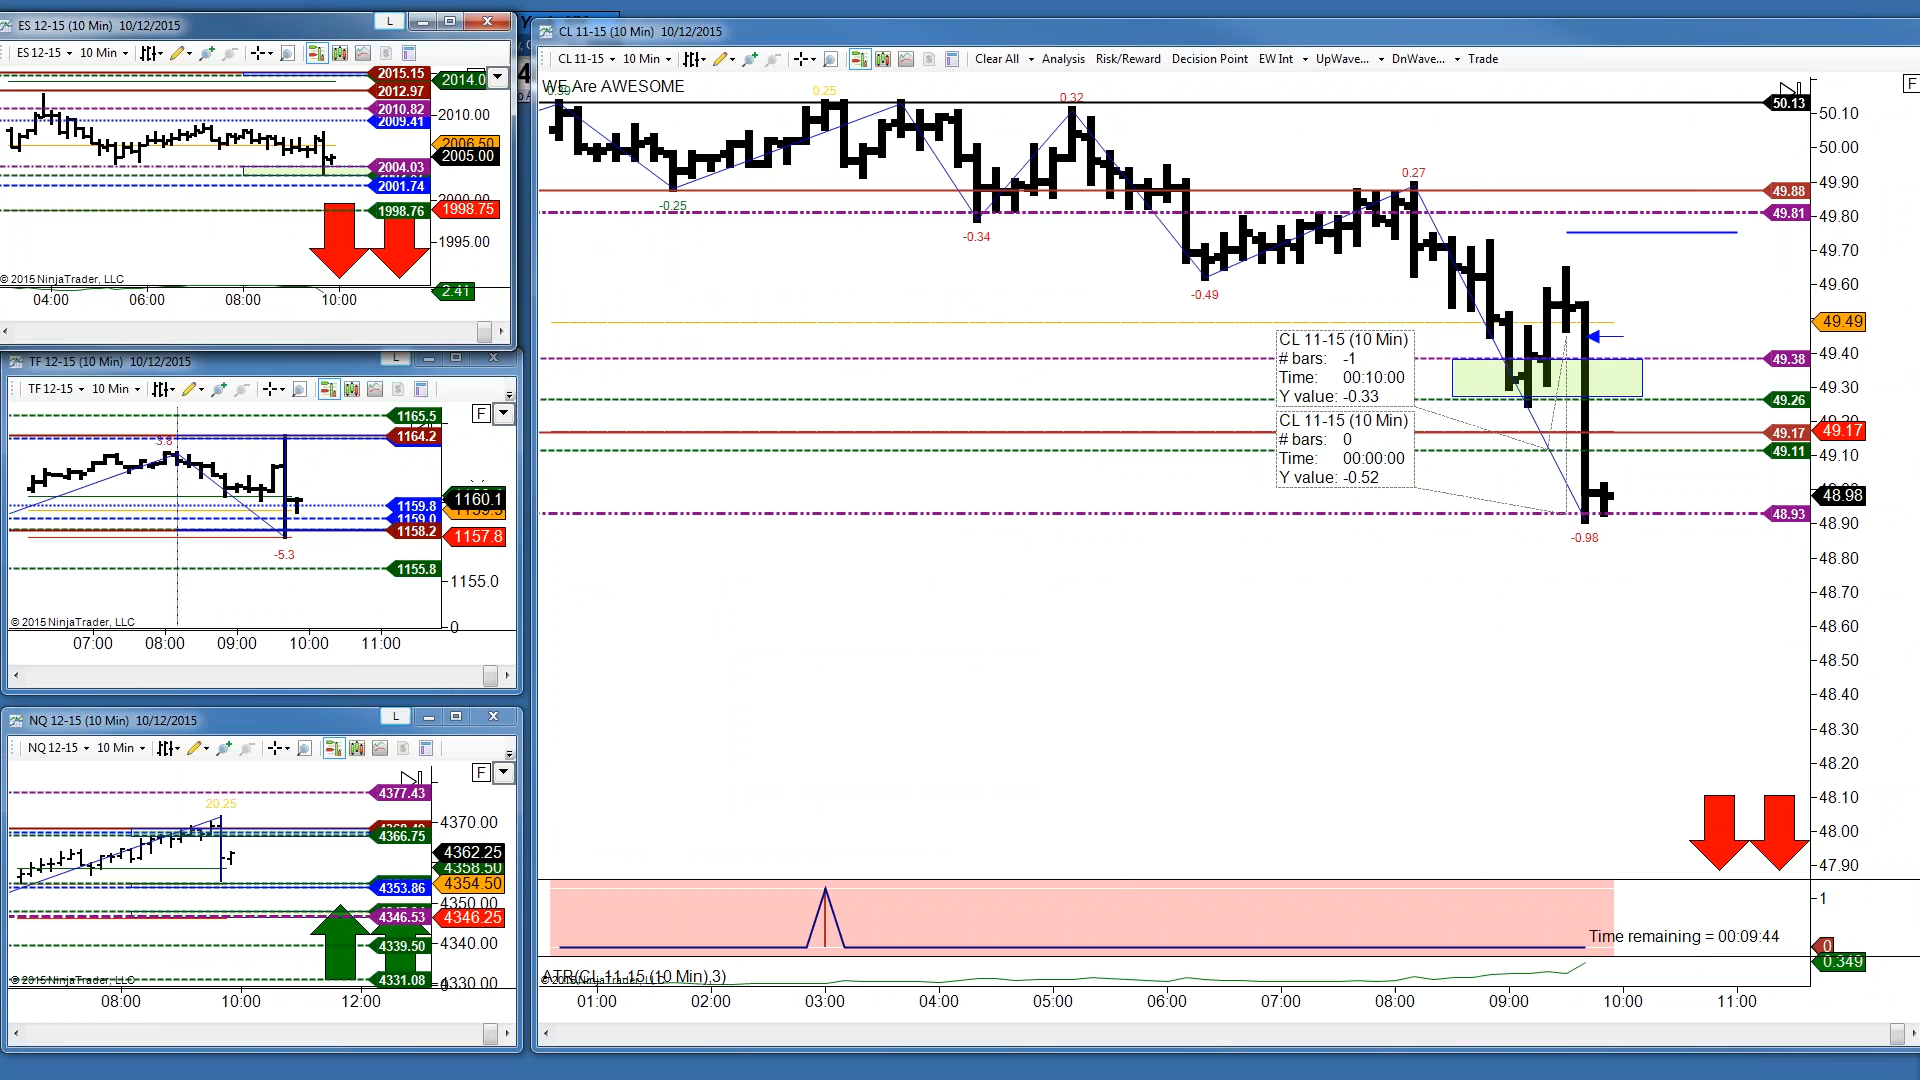 ES 12-15 (10 Min) 10/12/2015
L
ES 12-15 10 Min
2015.15
2014.0
2012.97
2010.82
2010.00
2009.41
2006.50
2005.00
2004.03
2001.74
1998.76
1998.75
1995.00
© 2015 NinjaTrader, LLC
2.41
04:00 06:00 08:00 10:00
TF 12-15 (10 Min) 10/12/2015
L
TF 12-15 10 Min
F
1165.5
1164.2
3.8
1160.1
1159.8
1159.0
1158.2
1157.8
-5.3
1155.8
1155.0
© 2015 NinjaTrader, LLC
0
07:00 08:00 09:00 10:00 11:00
NQ 12-15 (10 Min) 10/12/2015
L
NQ 12-15 10 Min
F
4377.43
20.25
4370.00
4366.75
4362.25
4358.50
4354.50
4353.86
4350.00
4346.53
4346.25
4339.50
4340.00
4331.08
4330.00
© 2015 NinjaTrader, LLC
08:00 10:00 12:00
CL 11-15 (10 Min) 10/12/2015
CL 11-15 10 Min Clear All Analysis Risk/Reward Decision Point EW Int UpWave... DnWave... Trade
WE Are AWESOME
F
0.25
0.32
50.13
50.10
50.00
0.27
49.90
49.88
-0.25
49.81
49.80
-0.34
49.70
49.60
-0.49
49.49
CL 11-15 (10 Min)
# bars: -1
Time: 00:10:00
Y value: -0.33
49.40
49.38
49.30
49.26
CL 11-15 (10 Min)
# bars: 0
Time: 00:00:00
Y value: -0.52
49.20
49.17
49.17
49.11
49.10
48.98
48.93
48.90
-0.98
48.80
48.70
48.60
48.50
48.40
48.30
48.20
48.10
48.00
47.90
1
Time remaining = 00:09:44
0
0.349
ATR(CL 11-15 (10 Min),3)
01:00 02:00 03:00 04:00 05:00 06:00 07:00 08:00 09:00 10:00 11:00